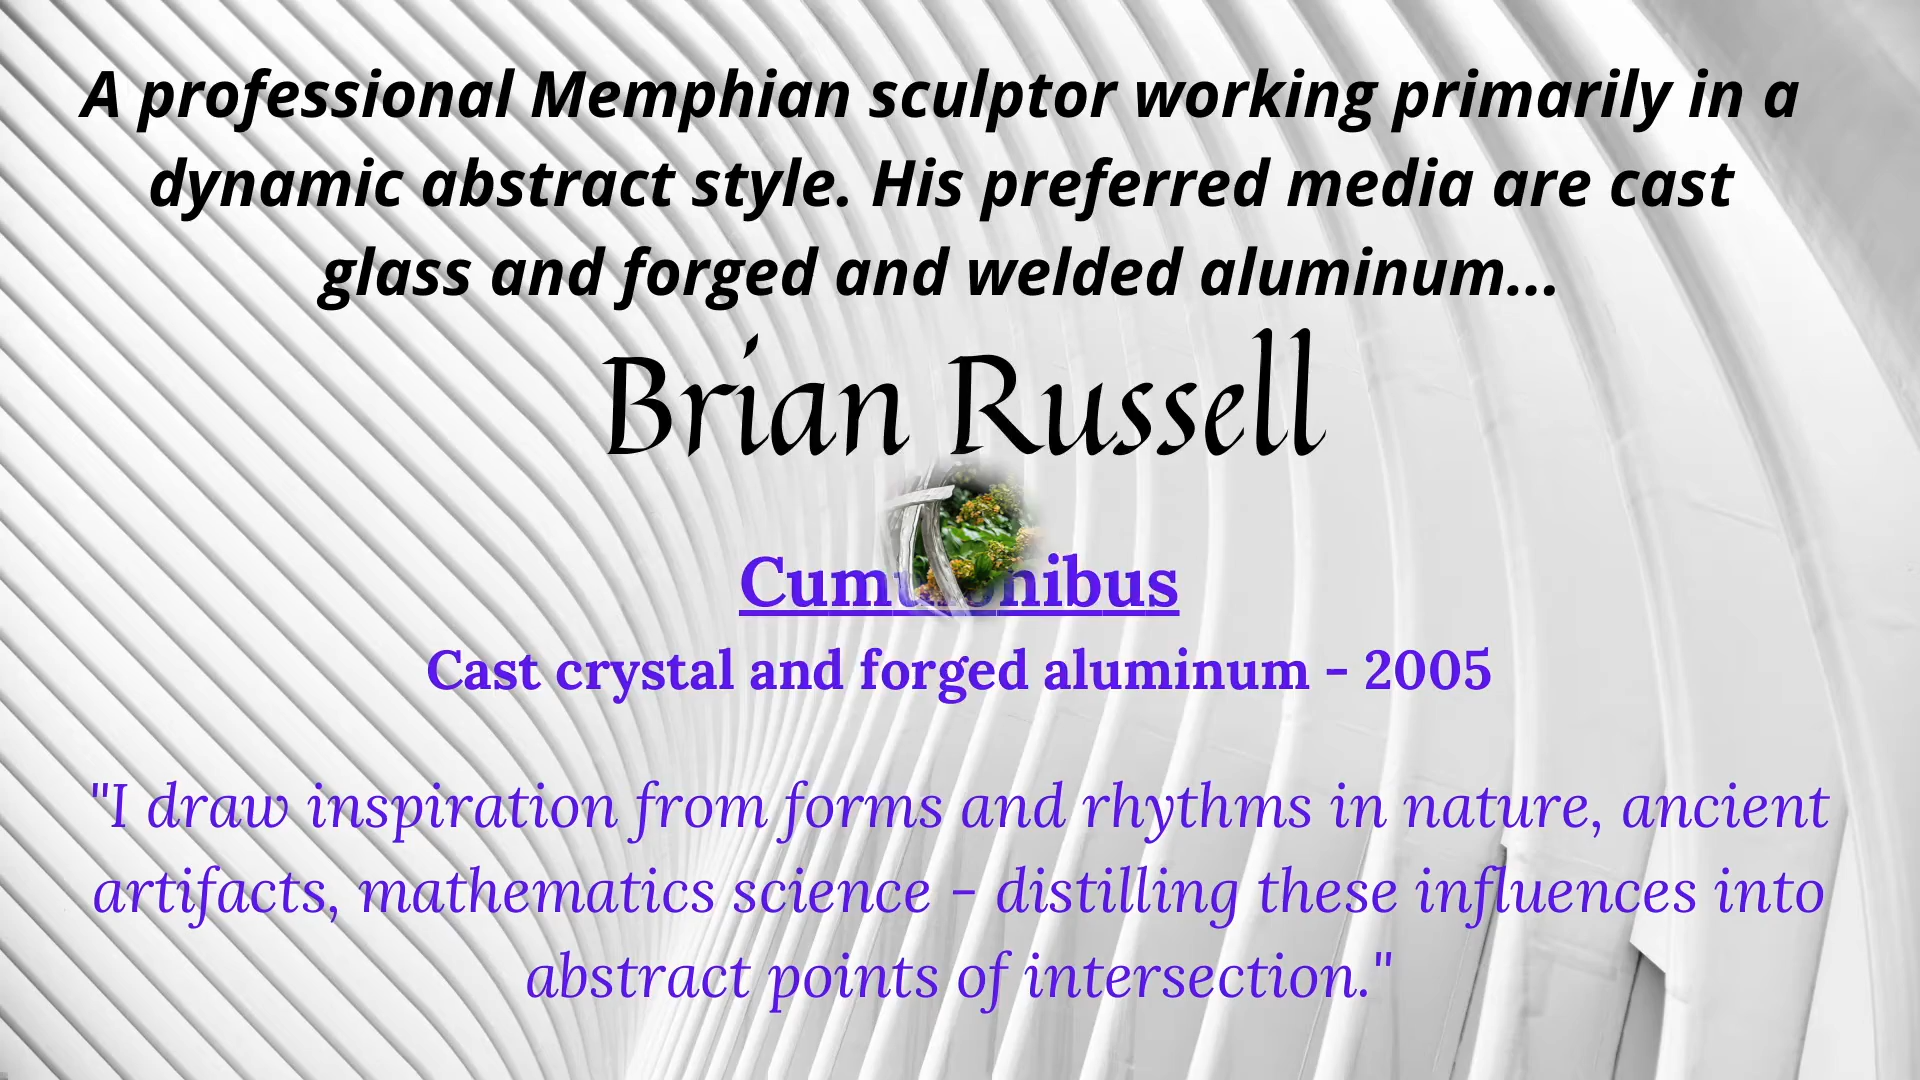 A professional Memphian sculptor working primarily in a
dynamic abstract style. His preferred media are cast
glass and forged and welded aluminum...
Brian Russell
Cast crystal and forged aluminum - 2005
"I draw inspiration from forms and rhythms in nature, ancient
artifacts, mathematics science - distilling these influences into
abstract points of intersection."